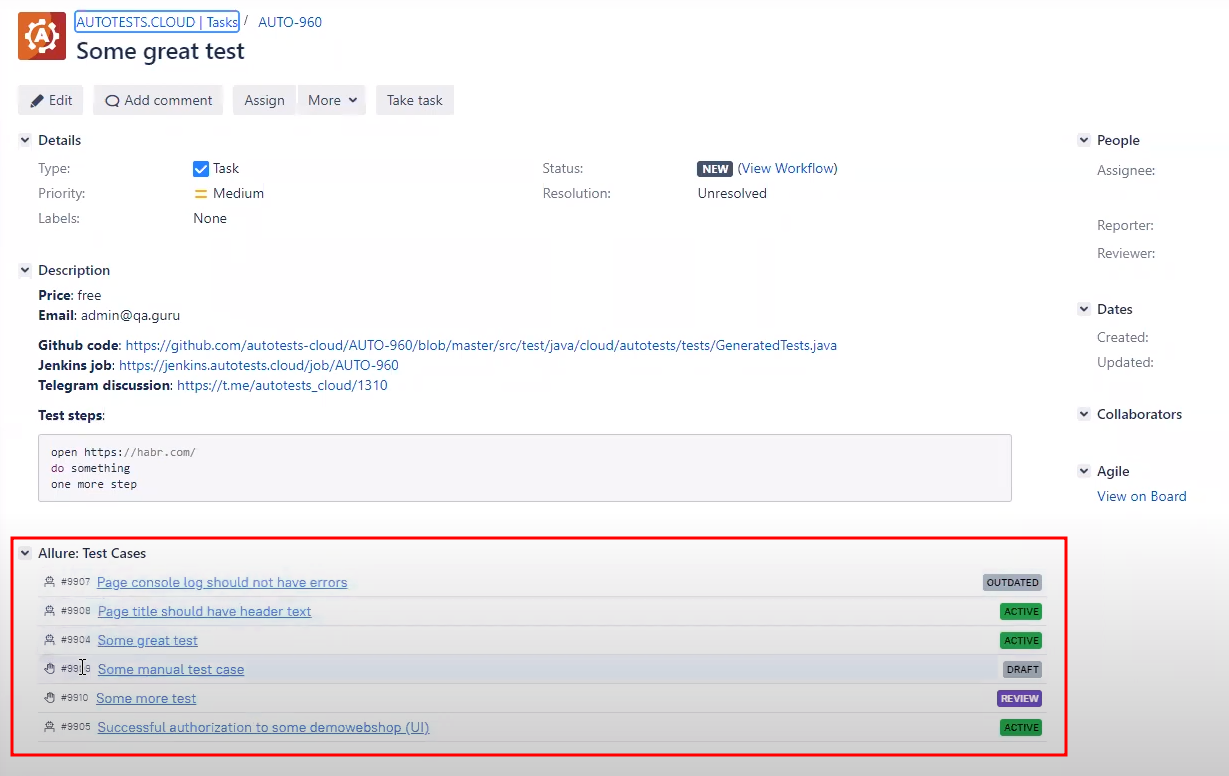 AUTOTESTS.CLOUD | Tasks / AUTO-960
Some great test
Edit Add comment Assign More Take task
Details
Type: Task
Priority: Medium
Labels: None
Status: NEW (View Workflow)
Resolution: Unresolved
Description
Price: free
Email: admin@qa.guru
Github code: https://github.com/autotests-cloud/AUTO-960/blob/master/src/test/java/cloud/autotests/tests/GeneratedTests.java
Jenkins job: https://jenkins.autotests.cloud/job/AUTO-960
Telegram discussion: https://t.me/autotests_cloud/1310
Test steps:
open https://habr.com/
do something
one more step
Allure: Test Cases
#9907 Page console log should not have errors OUTDATED
#9908 Page title should have header text ACTIVE
#9904 Some great test ACTIVE
Some manual test case DRAFT
#9910 Some more test REVIEW
#9905 Successful authorization to some demowebshop (UI) ACTIVE
People
Assignee:
Reporter:
Reviewer:
Dates
Created:
Updated:
Collaborators
Agile
View on Board